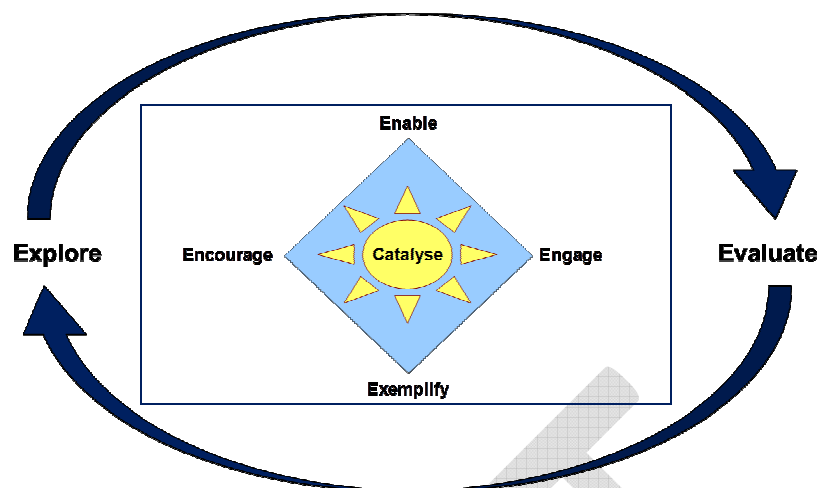 Enable
Explore
Encourage
Catalyse
Engage
Evaluate
Exemplify